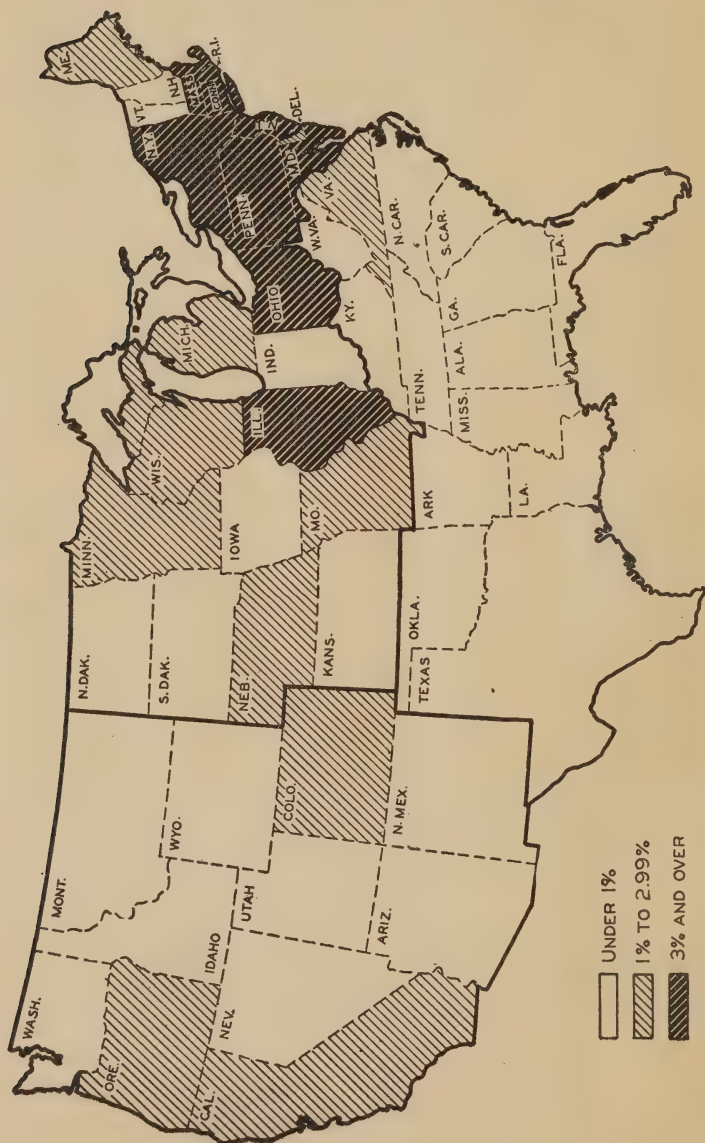 WASH.
MONT.
N.DAK.
MINN.
ME.
VT.
N.H.
MASS.
CONN.
R.I.
N.Y.
ORE.
IDAHO
WYO.
S.DAK.
WIS.
MICH.
PENN.
MD.
DEL.
NEV.
UTAH
COLO.
NEB.
IOWA
ILL.
IND.
OHIO
W.VA.
VA.
CAL.
ARIZ.
N.MEX.
KANS.
MO.
KY.
N.CAR.
TENN.
S.CAR.
TEXAS
OKLA.
ARK
LA.
MISS.
ALA.
GA.
FLA.
UNDER 1%
1% TO 2.99%
3% AND OVER